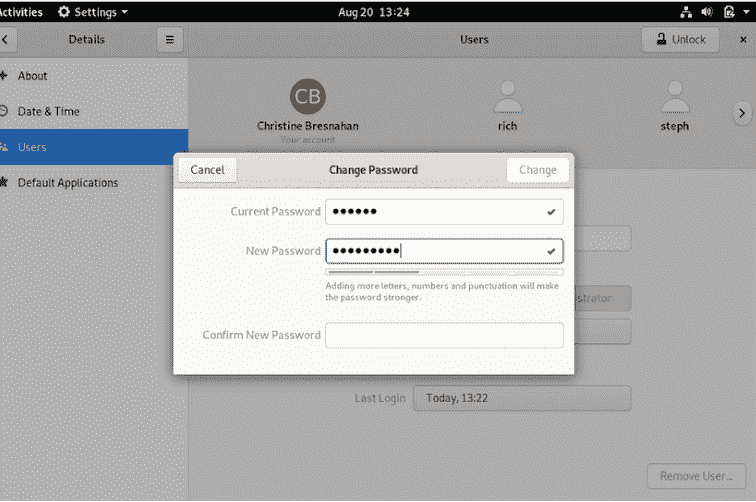 Activities Settings Aug 20 13:24
Details Users Unlock
About
Date & Time
Users
Default Applications
CB
Christine Bresnahan rich steph
Your account
Cancel Change Password Change
Current Password ••••••
New Password •••••••••
Adding more letters, numbers and punctuation will make
the password stronger.
Confirm New Password
Last Login Today, 13:22
Remove User...